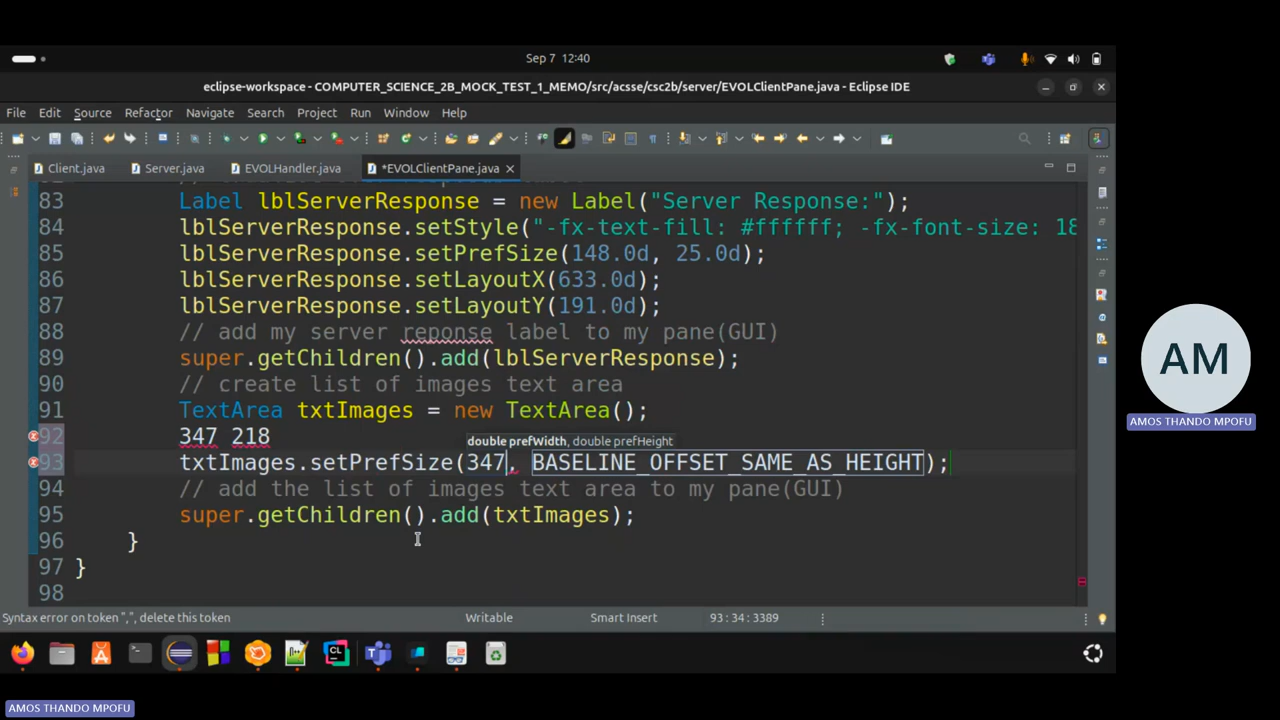 Sep 7 12:40
eclipse-workspace - COMPUTER_SCIENCE_2B_MOCK_TEST_1_MEMO/src/acsse/csc2b/server/EVOLClientPane.java - Eclipse IDE
File Edit Source Refactor Navigate Search Project Run Window Help
Client.java Server.java EVOLHandler.java *EVOLClientPane.java
83 Label lblServerResponse = new Label("Server Response:");
84 lblServerResponse.setStyle("-fx-text-fill: #ffffff; -fx-font-size: 18
85 lblServerResponse.setPrefSize(148.0d, 25.0d);
86 lblServerResponse.setLayoutX(633.0d);
87 lblServerResponse.setLayoutY(191.0d);
88 // add my server reponse label to my pane(GUI)
89 super.getChildren().add(lblServerResponse);
90 // create list of images text area
91 TextArea txtImages = new TextArea();
92 347 218
double prefWidth, double prefHeight
93 txtImages.setPrefSize(347, BASELINE_OFFSET_SAME_AS_HEIGHT);
94 // add the list of images text area to my pane(GUI)
95 super.getChildren().add(txtImages);
96 }
97 }
98
Syntax error on token ",", delete this token Writable Smart Insert 93:34:3389
CL
AM
AMOS THANDO MPOFU
AMOS THANDO MPOFU